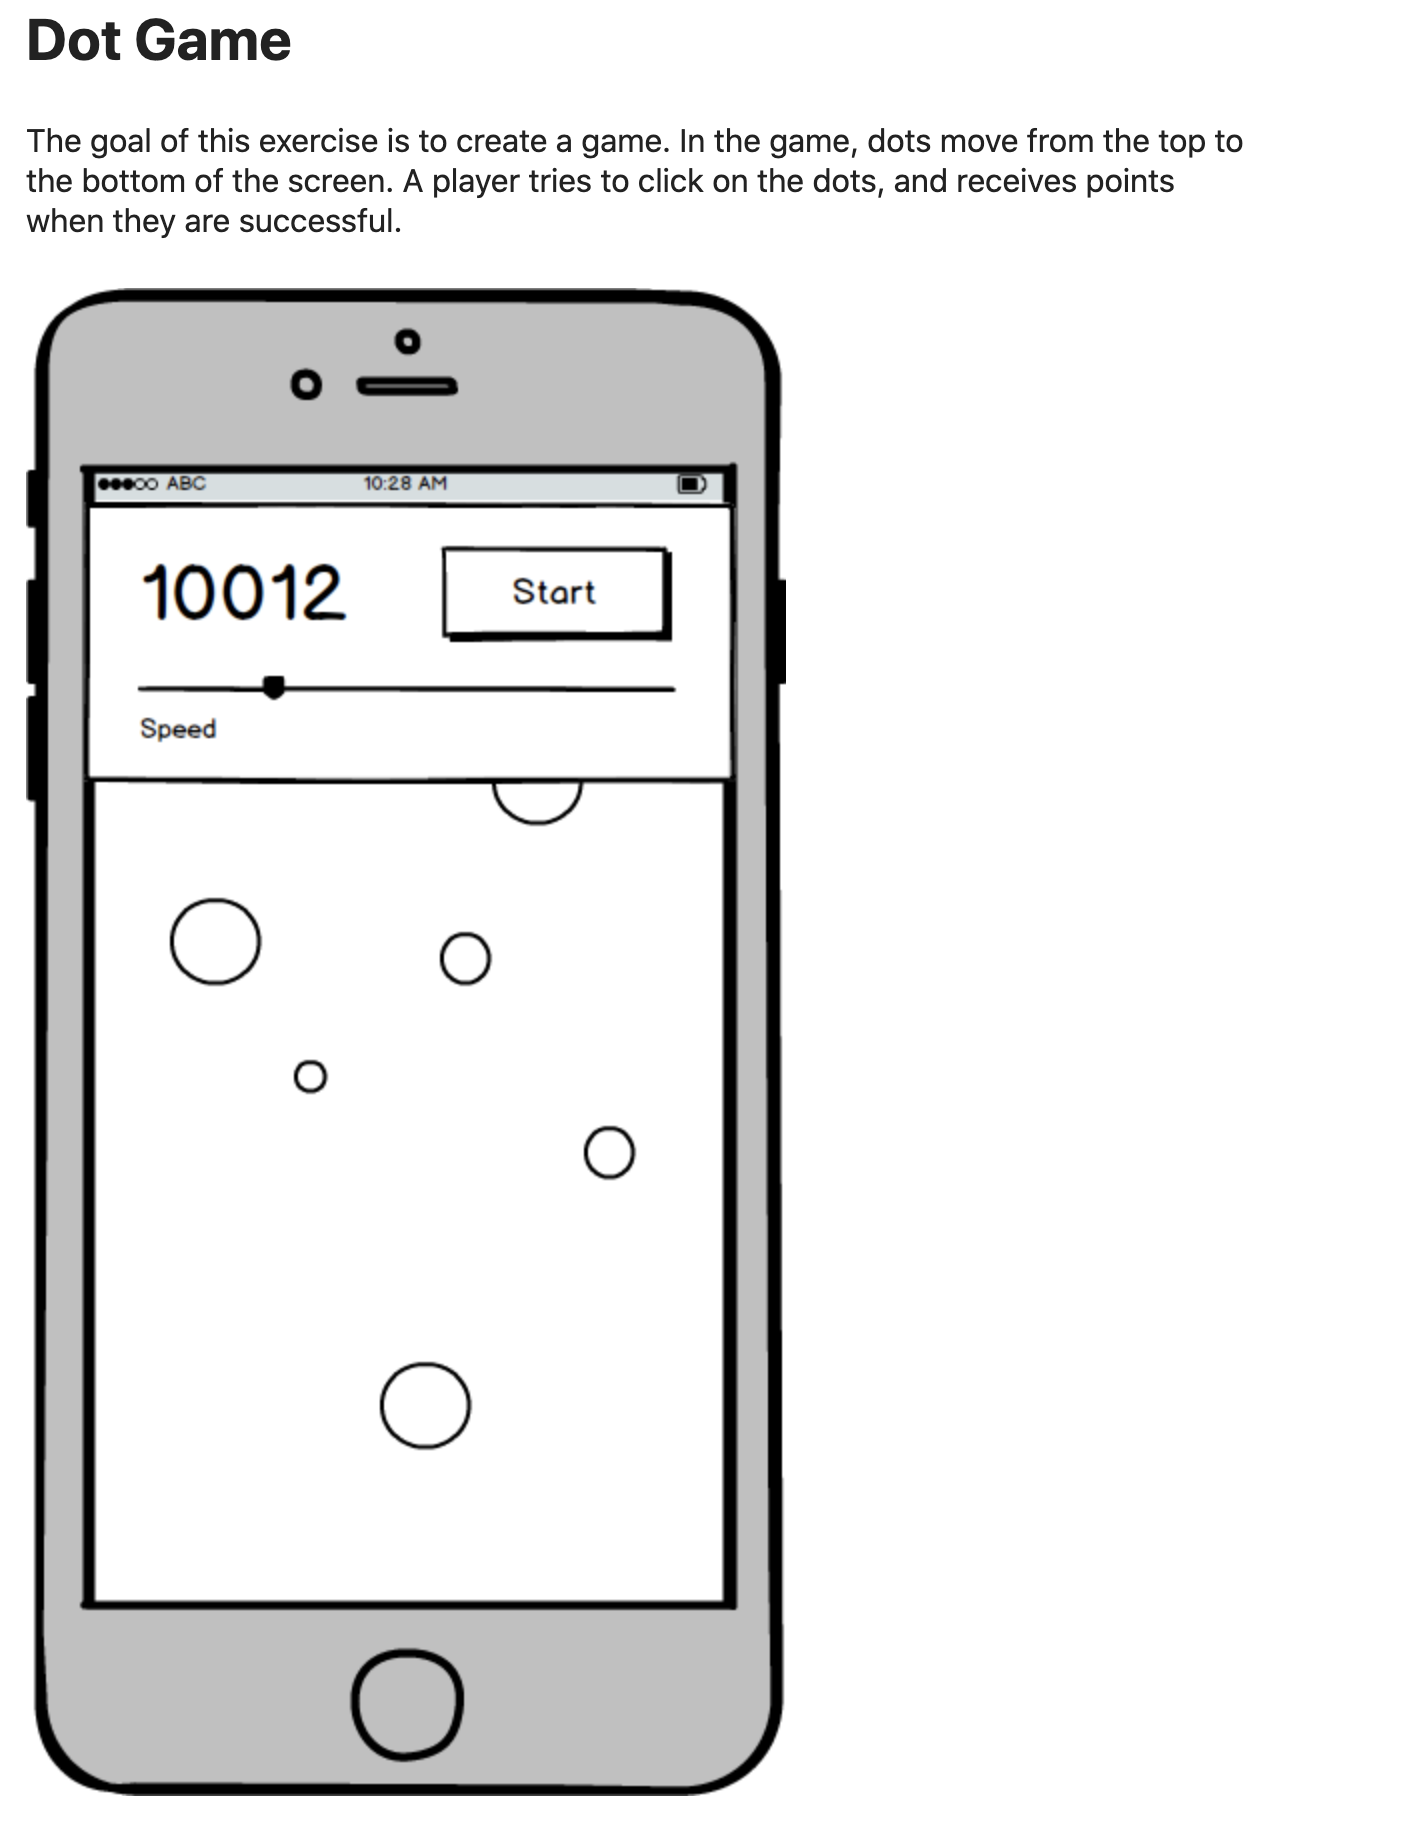 Dot Game
The goal of this exercise is to create a game. In the game, dots move from the top to
the bottom of the screen. A player tries to click on the dots, and receives points
when they are successful.
ABC 10:28 AM
10012 Start
Speed